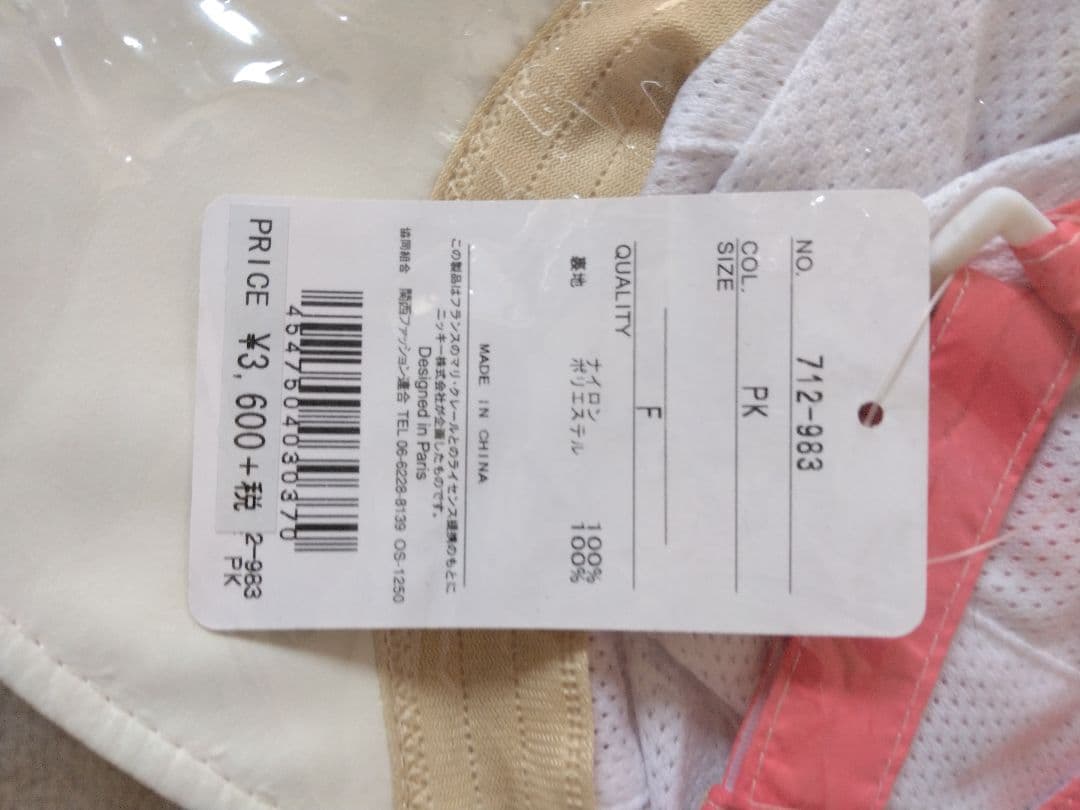 NO. 712-983
COL. PK
SIZE F
QUALITY
ナイロン 100%
裏地 ポリエステル 100%
MADE IN CHINA
この製品はフランスのマリ・クレールとのライセンス提携のもとに
ニッキー株式会社が企画したものです。
Designed in Paris
協同組合 関西ファッション連合 TEL 06-6228-8139 OS-1250
4547504030370
PRICE ¥3,600+税
2-983
PK